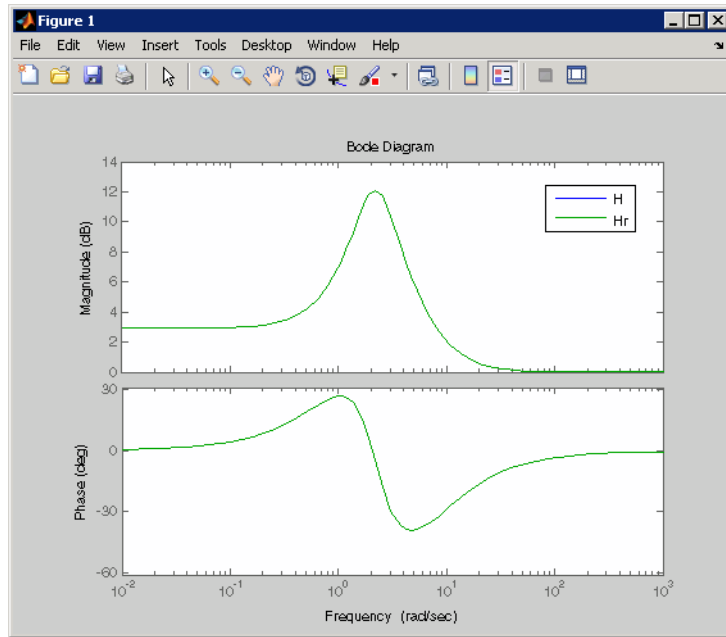 Figure 1
File Edit View Insert Tools Desktop Window Help
Bode Diagram
Magnitude (dB)
14
12
10
8
6
4
2
0
H
Hr
Phase (deg)
30
0
-30
-60
10^-2 10^-1 10^0 10^1 10^2 10^3
Frequency (rad/sec)